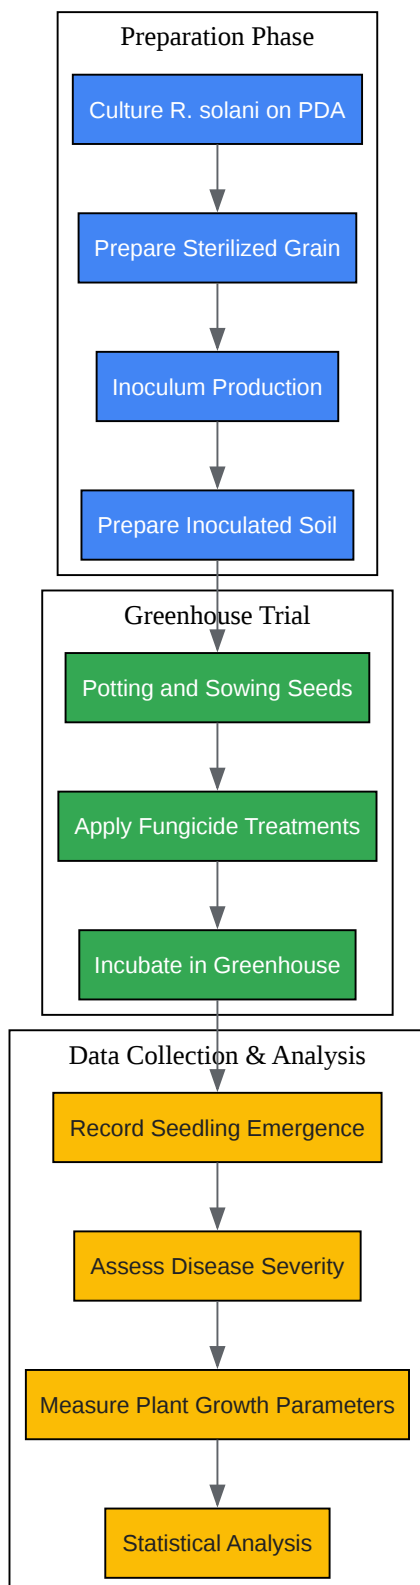 Preparation Phase
Culture R. solani on PDA
Prepare Sterilized Grain
Inoculum Production
Prepare Inoculated Soil
Greenhouse Trial
Potting and Sowing Seeds
Apply Fungicide Treatments
Incubate in Greenhouse
Data Collection & Analysis
Record Seedling Emergence
Assess Disease Severity
Measure Plant Growth Parameters
Statistical Analysis